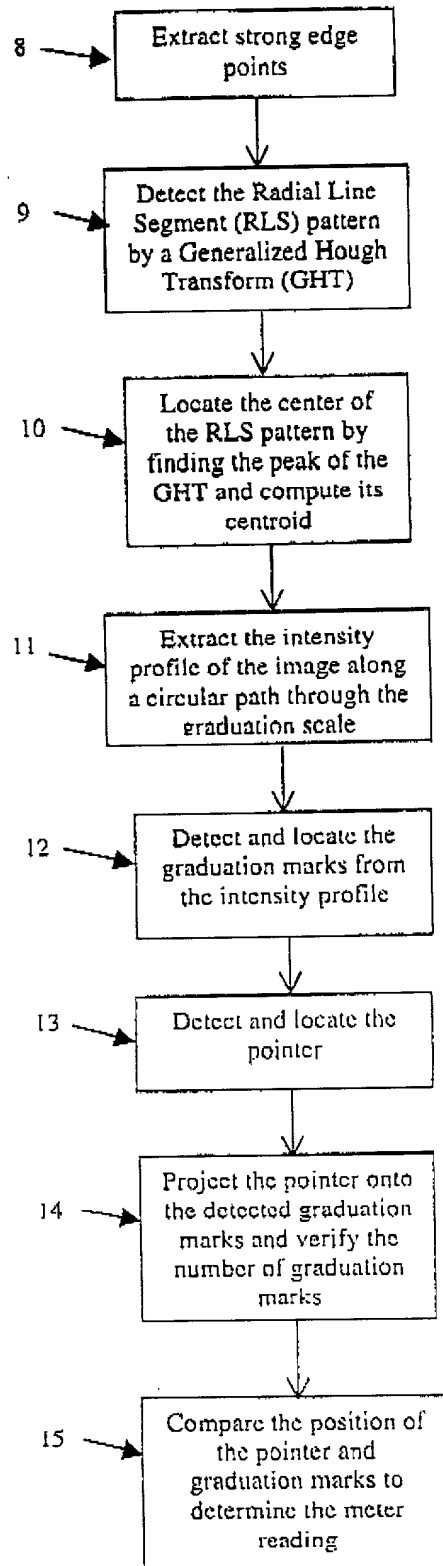 8
Extract strong edge
points
9
Detect the Radial Line
Segment (RLS) pattern
by a Generalized Hough
Transform (GHT)
10
Locate the center of
the RLS pattern by
finding the peak of the
GHT and compute its
centroid
11
Extract the intensity
profile of the image along
a circular path through the
graduation scale
12
Detect and locate the
graduation marks from
the intensity profile
13
Detect and locate the
pointer
14
Project the pointer onto
the detected graduation
marks and verify the
number of graduation
marks
15
Compare the position of
the pointer and
graduation marks to
determine the meter
reading